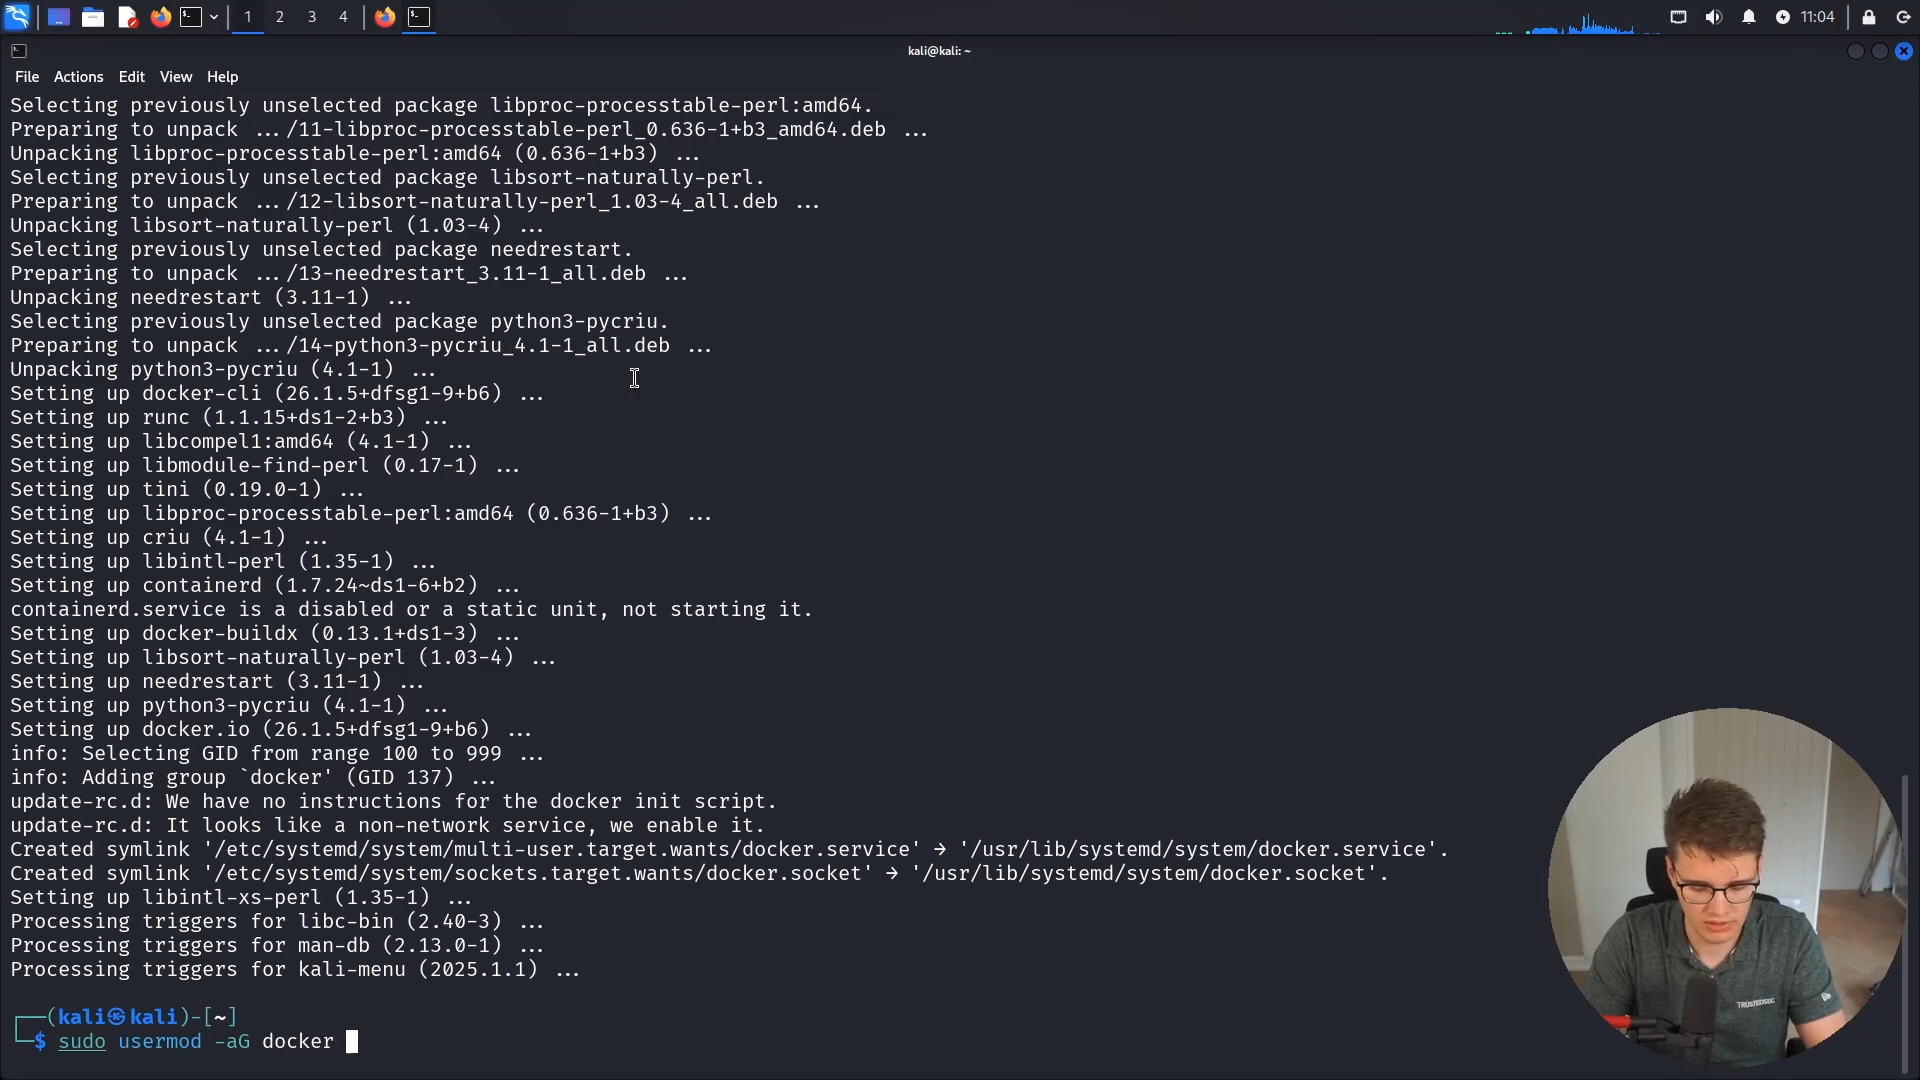 1 2 3 4 11:04
kali@kali: ~
File Actions Edit View Help
Selecting previously unselected package libproc-processtable-perl:amd64.
Preparing to unpack .../11-libproc-processtable-perl_0.636-1+b3_amd64.deb ...
Unpacking libproc-processtable-perl:amd64 (0.636-1+b3) ...
Selecting previously unselected package libsort-naturally-perl.
Preparing to unpack .../12-libsort-naturally-perl_1.03-4_all.deb ...
Unpacking libsort-naturally-perl (1.03-4) ...
Selecting previously unselected package needrestart.
Preparing to unpack .../13-needrestart_3.11-1_all.deb ...
Unpacking needrestart (3.11-1) ...
Selecting previously unselected package python3-pycriu.
Preparing to unpack .../14-python3-pycriu_4.1-1_all.deb ...
Unpacking python3-pycriu (4.1-1) ...
Setting up docker-cli (26.1.5+dfsg1-9+b6) ...
Setting up runc (1.1.15+ds1-2+b3) ...
Setting up libcompel1:amd64 (4.1-1) ...
Setting up libmodule-find-perl (0.17-1) ...
Setting up tini (0.19.0-1) ...
Setting up libproc-processtable-perl:amd64 (0.636-1+b3) ...
Setting up criu (4.1-1) ...
Setting up libintl-perl (1.35-1) ...
Setting up containerd (1.7.24~ds1-6+b2) ...
containerd.service is a disabled or a static unit, not starting it.
Setting up docker-buildx (0.13.1+ds1-3) ...
Setting up libsort-naturally-perl (1.03-4) ...
Setting up needrestart (3.11-1) ...
Setting up python3-pycriu (4.1-1) ...
Setting up docker.io (26.1.5+dfsg1-9+b6) ...
info: Selecting GID from range 100 to 999 ...
info: Adding group `docker' (GID 137) ...
update-rc.d: We have no instructions for the docker init script.
update-rc.d: It looks like a non-network service, we enable it.
Created symlink '/etc/systemd/system/multi-user.target.wants/docker.service' → '/usr/lib/systemd/system/docker.service'.
Created symlink '/etc/systemd/system/sockets.target.wants/docker.socket' → '/usr/lib/systemd/system/docker.socket'.
Setting up libintl-xs-perl (1.35-1) ...
Processing triggers for libc-bin (2.40-3) ...
Processing triggers for man-db (2.13.0-1) ...
Processing triggers for kali-menu (2025.1.1) ...
┌──(kali㉿kali)-[~]
└─$ sudo usermod -aG docker
TRUSTEDSEC